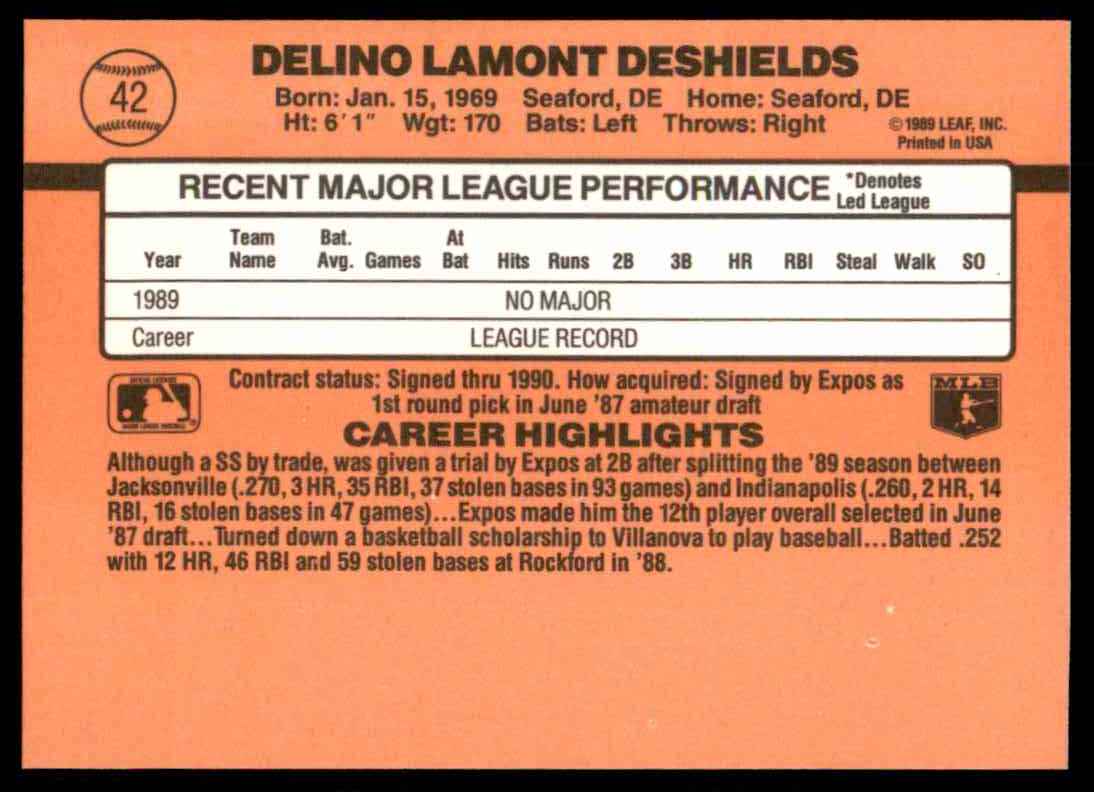 42
DELINO LAMONT DESHIELDS
Born: Jan. 15, 1969 Seaford, DE Home: Seaford, DE
Ht: 6'1" Wgt: 170 Bats: Left Throws: Right
©1989 LEAF, INC.
Printed in USA
RECENT MAJOR LEAGUE PERFORMANCE *Denotes
Led League
Year Team Name Bat. Avg. Games At Bat Hits Runs 2B 3B HR RBI Steal Walk SO
1989 NO MAJOR
Career LEAGUE RECORD
Contract status: Signed thru 1990. How acquired: Signed by Expos as
1st round pick in June '87 amateur draft
MLB
CAREER HIGHLIGHTS
Although a SS by trade, was given a trial by Expos at 2B after splitting the '89 season between
Jacksonville (.270, 3 HR, 35 RBI, 37 stolen bases in 93 games) and Indianapolis (.260, 2 HR, 14
RBI, 16 stolen bases in 47 games)...Expos made him the 12th player overall selected in June
'87 draft...Turned down a basketball scholarship to Villanova to play baseball...Batted .252
with 12 HR, 46 RBI and 59 stolen bases at Rockford in '88.